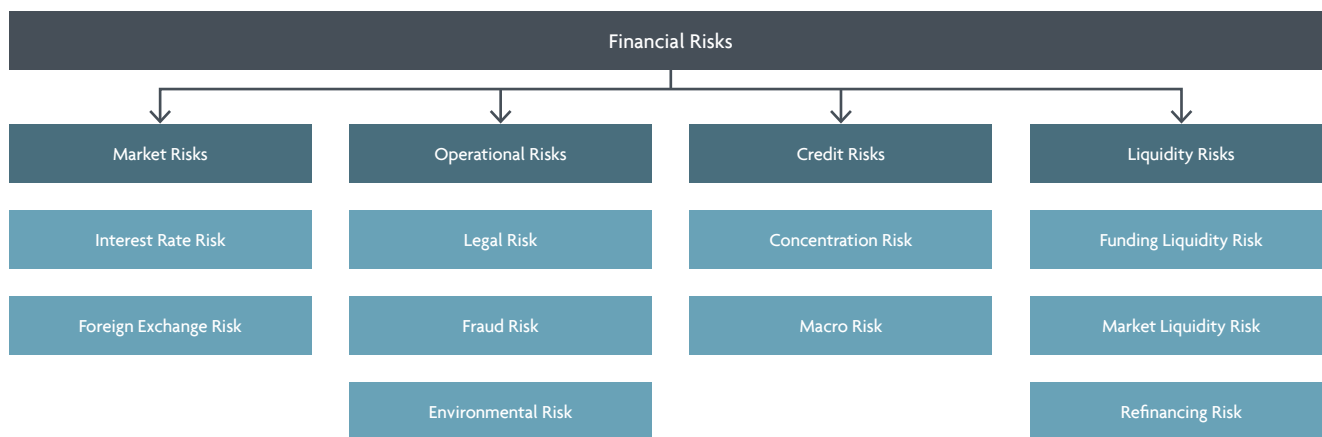 Financial Risks
Market Risks
Operational Risks
Credit Risks
Liquidity Risks
Interest Rate Risk
Legal Risk
Concentration Risk
Funding Liquidity Risk
Foreign Exchange Risk
Fraud Risk
Macro Risk
Market Liquidity Risk
Environmental Risk
Refinancing Risk